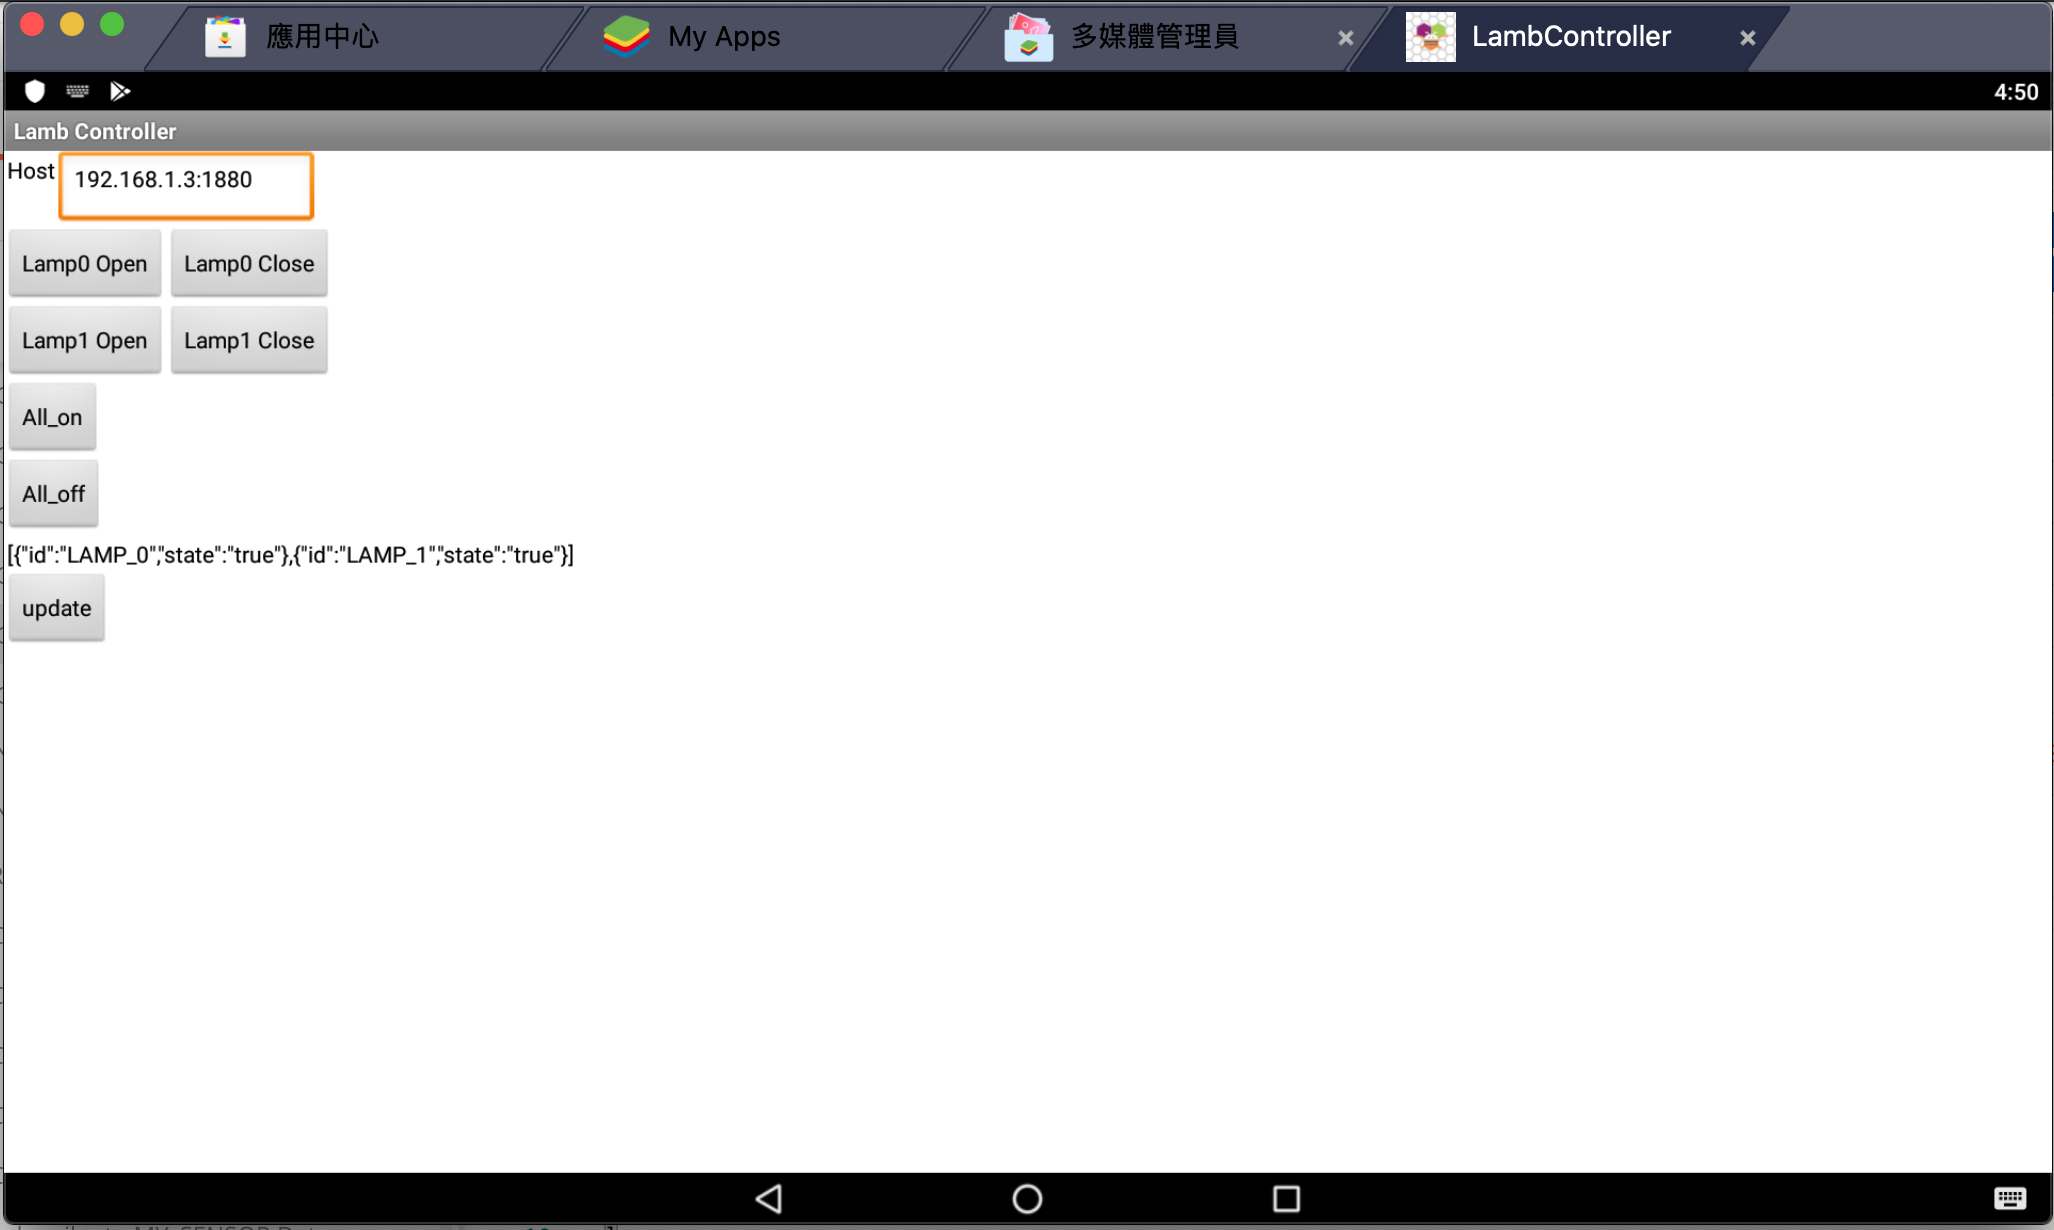 應用中心
My Apps
多媒體管理員
LambController
4:50
Lamb Controller
Host 192.168.1.3:1880
Lamp0 Open Lamp0 Close
Lamp1 Open Lamp1 Close
All_on
All_off
[{"id":"LAMP_0","state":"true"},{"id":"LAMP_1","state":"true"}]
update